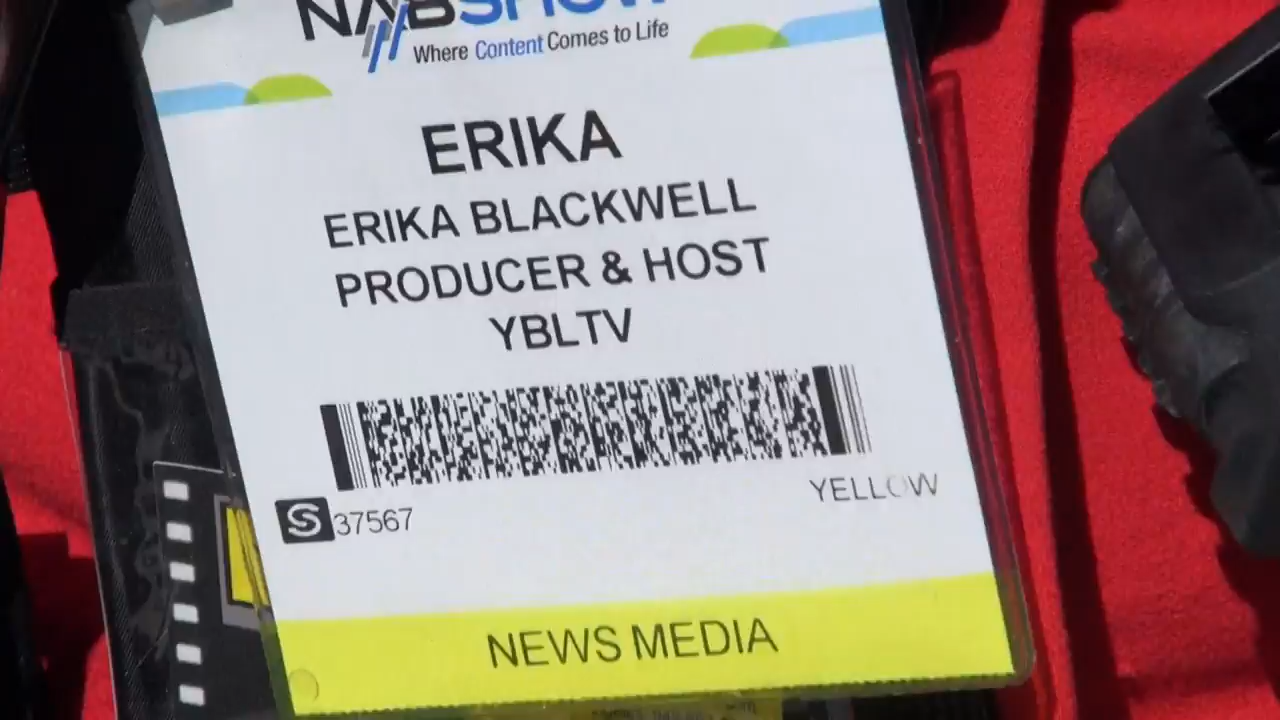 NABSHOW
Where Content Comes to Life
ERIKA
ERIKA BLACKWELL
PRODUCER & HOST
YBLTV
S 37567
YELLOW
NEWS MEDIA